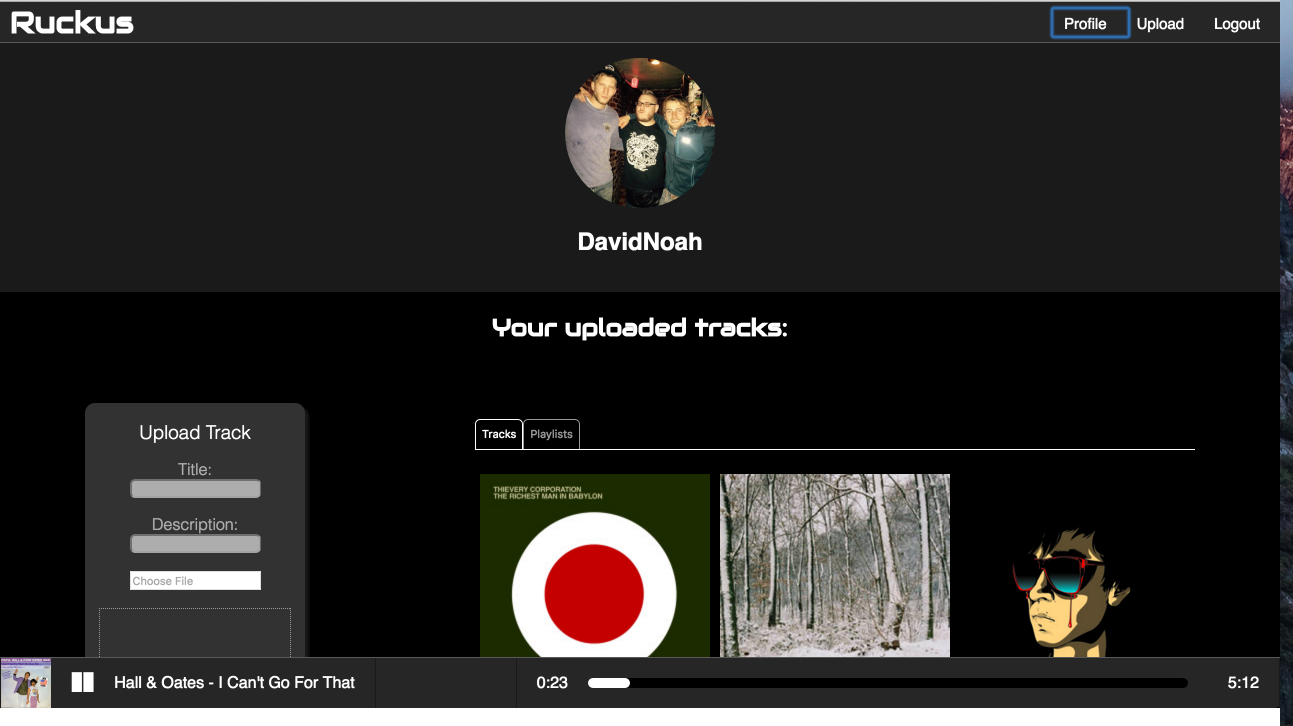 Ruckus
Profile
Upload
Logout
DavidNoah
Your uploaded tracks:
Upload Track
Title:
Description:
Choose File
Tracks
Playlists
THIEVERY CORPORATION
THE RICHEST MAN IN BABYLON
Hall & Oates - I Can't Go For That
0:23
5:12